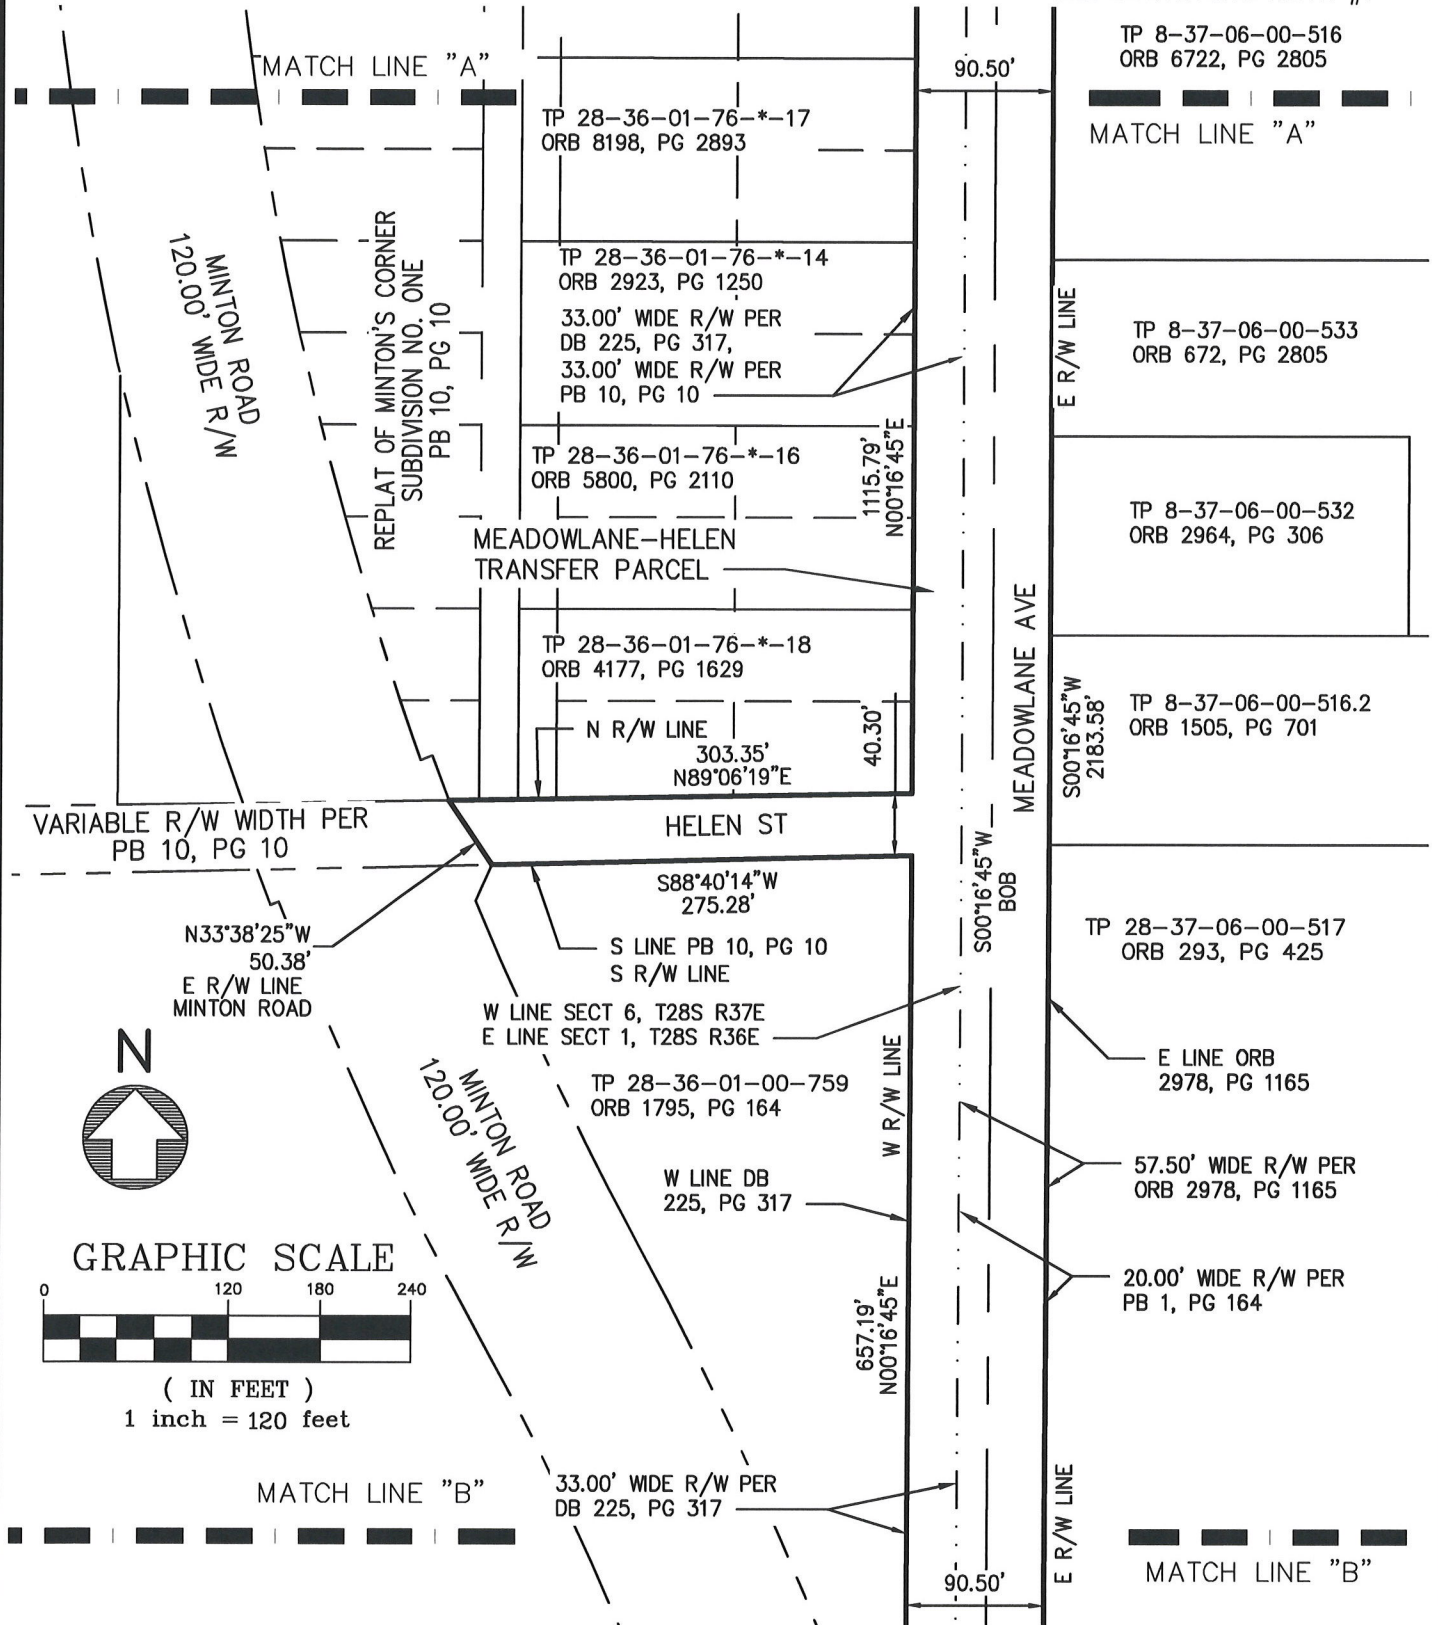 TP 8-37-06-00-516
ORB 6722, PG 2805
MATCH LINE "A"
90.50'
MATCH LINE "A"
TP 28-36-01-76-*-17
ORB 8198, PG 2893
MINTON ROAD
120.00' WIDE R/W
REPLAT OF MINTON'S CORNER
SUBDIVISION NO. ONE
PB 10, PG 10
TP 28-36-01-76-*-14
ORB 2923, PG 1250
33.00' WIDE R/W PER
DB 225, PG 317,
33.00' WIDE R/W PER
PB 10, PG 10
E R/W LINE
TP 8-37-06-00-533
ORB 672, PG 2805
1115.79'
N00°16'45"E
TP 28-36-01-76-*-16
ORB 5800, PG 2110
TP 8-37-06-00-532
ORB 2964, PG 306
MEADOWLANE-HELEN
TRANSFER PARCEL
MEADOWLANE AVE
TP 28-36-01-76-*-18
ORB 4177, PG 1629
S00°16'45"W
2183.58'
TP 8-37-06-00-516.2
ORB 1505, PG 701
N R/W LINE
40.30'
303.35'
N89°06'19"E
VARIABLE R/W WIDTH PER
PB 10, PG 10
HELEN ST
S00°16'45"W
BOB
S88°40'14"W
275.28'
TP 28-37-06-00-517
ORB 293, PG 425
N33°38'25"W
50.38'
E R/W LINE
MINTON ROAD
S LINE PB 10, PG 10
S R/W LINE
W LINE SECT 6, T28S R37E
E LINE SECT 1, T28S R36E
N
MINTON ROAD
120.00' WIDE R/W
TP 28-36-01-00-759
ORB 1795, PG 164
W R/W LINE
E LINE ORB
2978, PG 1165
W LINE DB
225, PG 317
57.50' WIDE R/W PER
ORB 2978, PG 1165
20.00' WIDE R/W PER
PB 1, PG 164
GRAPHIC SCALE
0 120 180 240
( IN FEET )
1 inch = 120 feet
657.19'
N00°16'45"E
MATCH LINE "B"
33.00' WIDE R/W PER
DB 225, PG 317
E R/W LINE
90.50'
MATCH LINE "B"